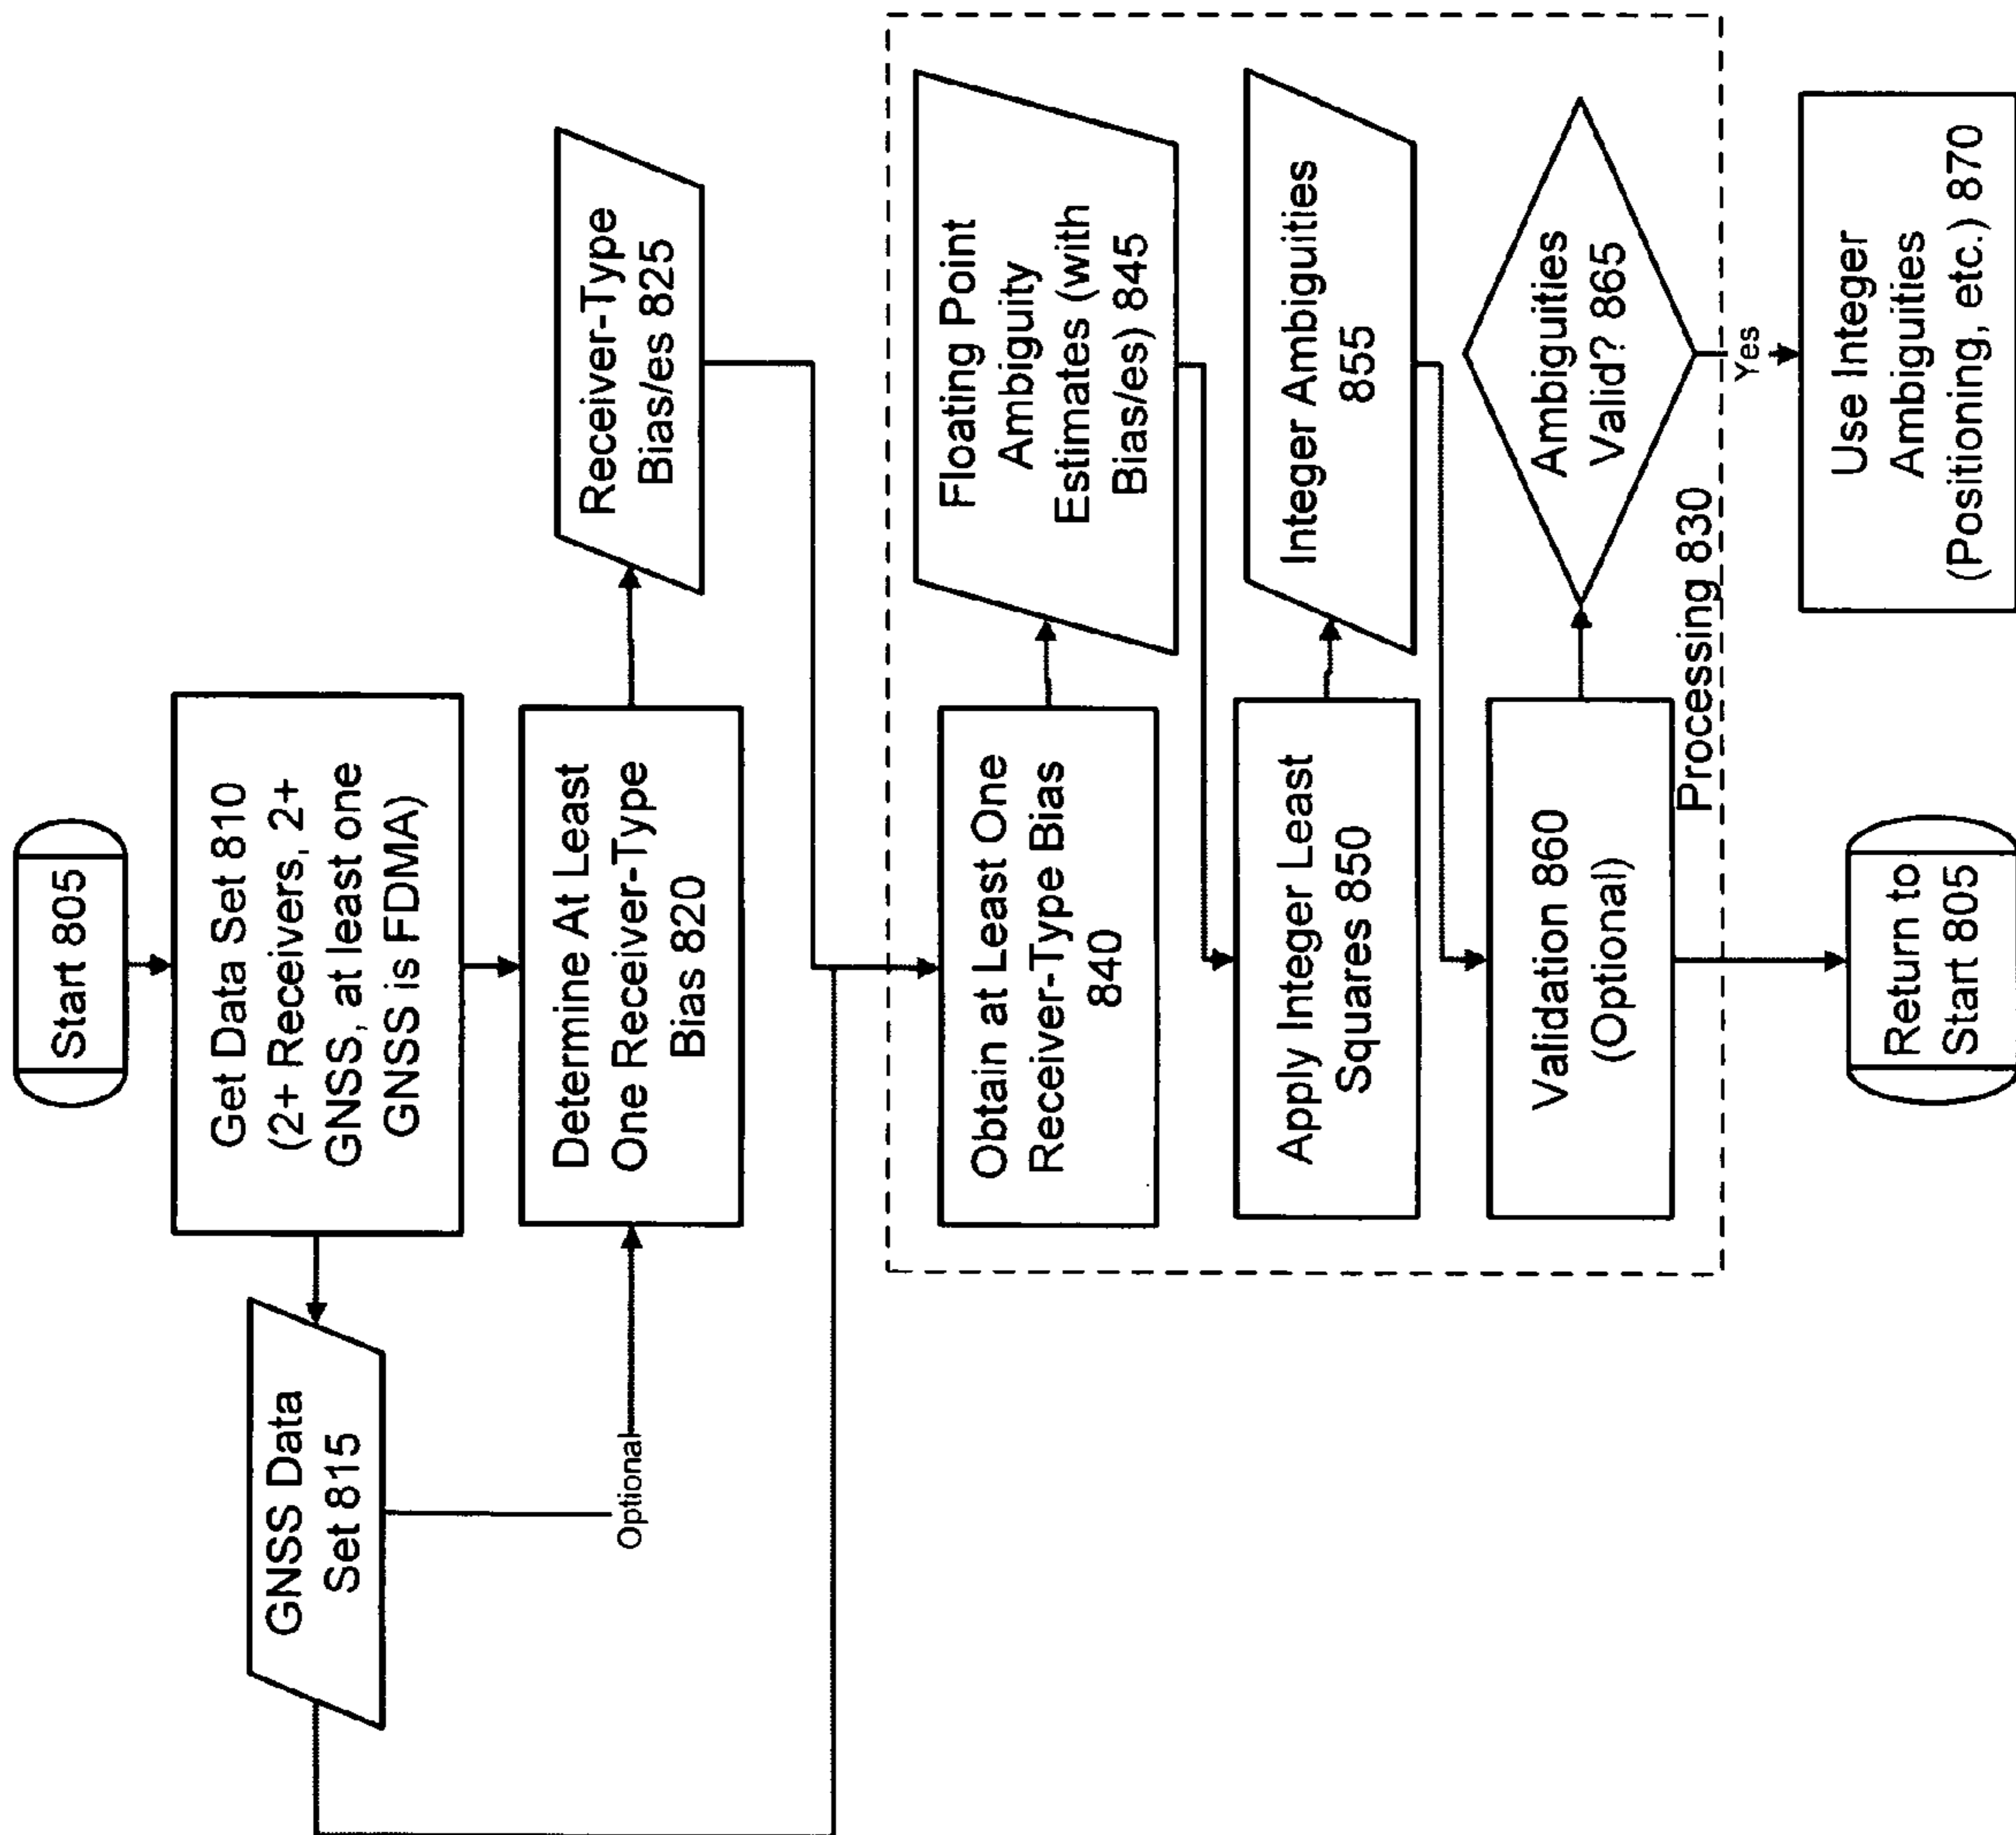 Start 805
Get Data Set 810
(2+ Receivers, 2+
GNSS, at least one
GNSS is FDMA)
GNSS Data
Set 815
Optional
Determine At Least
One Receiver-Type
Bias 820
Receiver-Type
Bias/es 825
Obtain at Least One
Receiver-Type Bias
840
Floating Point
Ambiguity
Estimates (with
Bias/es) 845
Apply Integer Least
Squares 850
Integer Ambiguities
855
Validation 860
(Optional)
Ambiguities
Valid? 865
Processing 830
Yes
Return to
Start 805
Use Integer
Ambiguities
(Positioning, etc.) 870